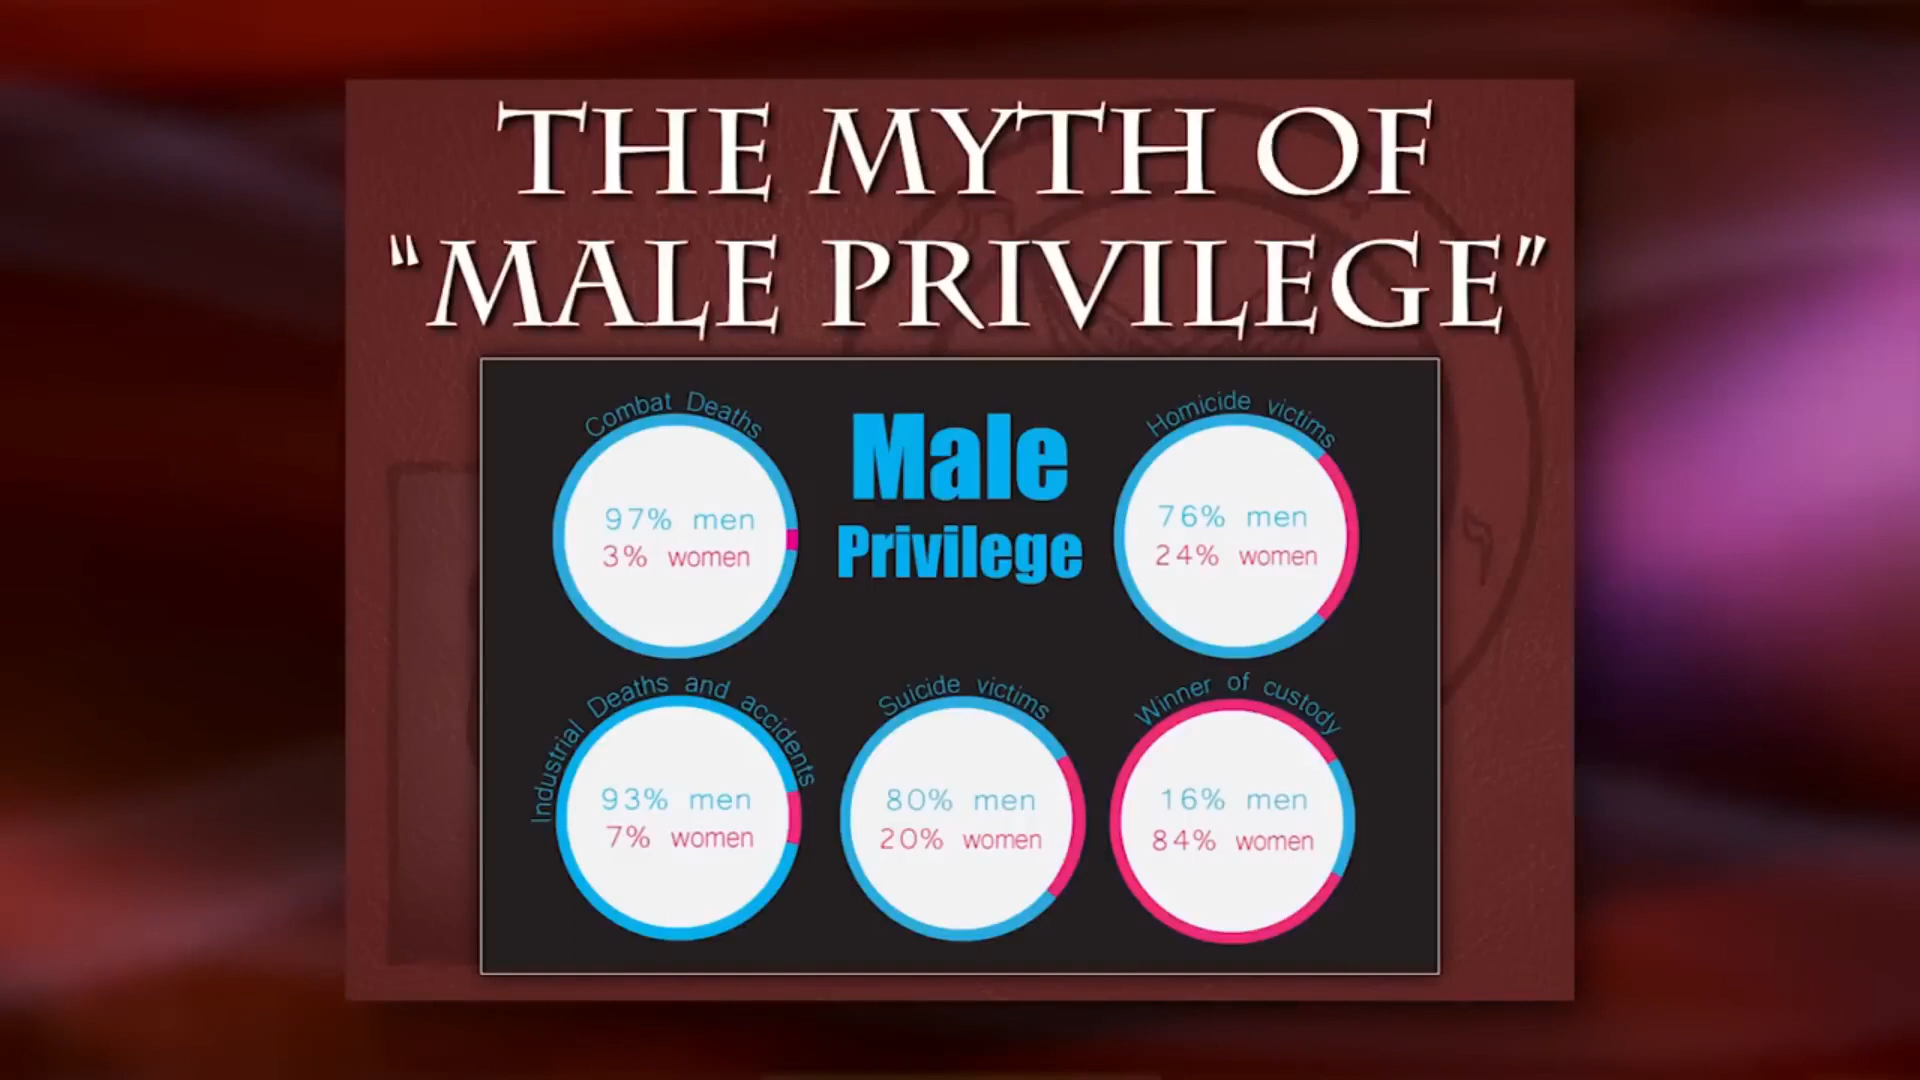 THE MYTH OF
“MALE PRIVILEGE”
Combat Deaths
97% men
3% women
Male
Privilege
Homicide victims
76% men
24% women
Industrial Deaths and accidents
93% men
7% women
Suicide victims
80% men
20% women
Winner of custody
16% men
84% women